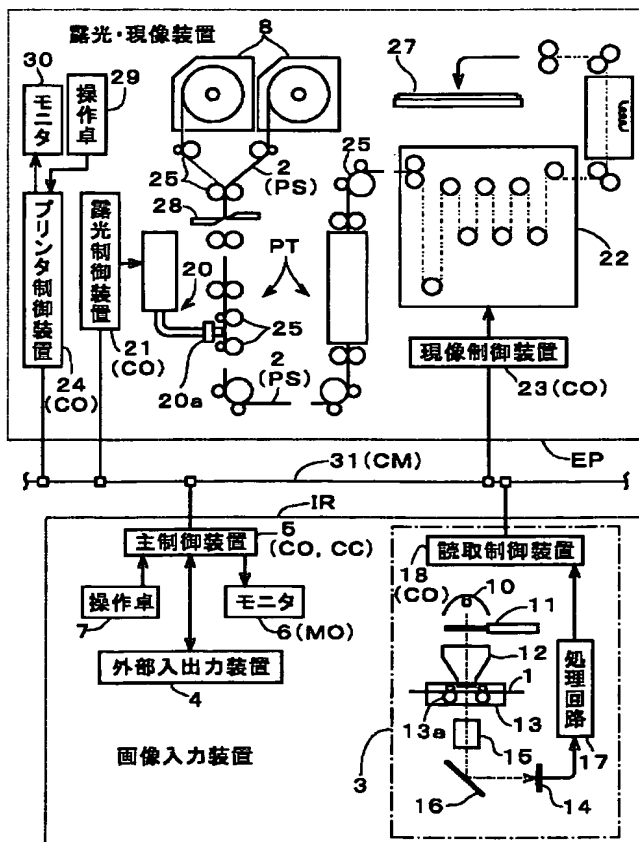 露光・現像装置
8
27
30
モニタ
操作卓
29
25
2
(PS)
28
25
プリンタ制御装置
露光制御装置
20
PT
22
21
(CO)
24
(CO)
20a
25
2
(PS)
現像制御装置
23(CO)
EP
31(CM)
IR
主制御装置
5
(CO, CC)
操作卓
7
モニタ
6(MO)
外部入出力装置
4
画像入力装置
読取制御装置
18
(CO)
10
11
12
1
13a
13
処理回路
15
17
3
16
14